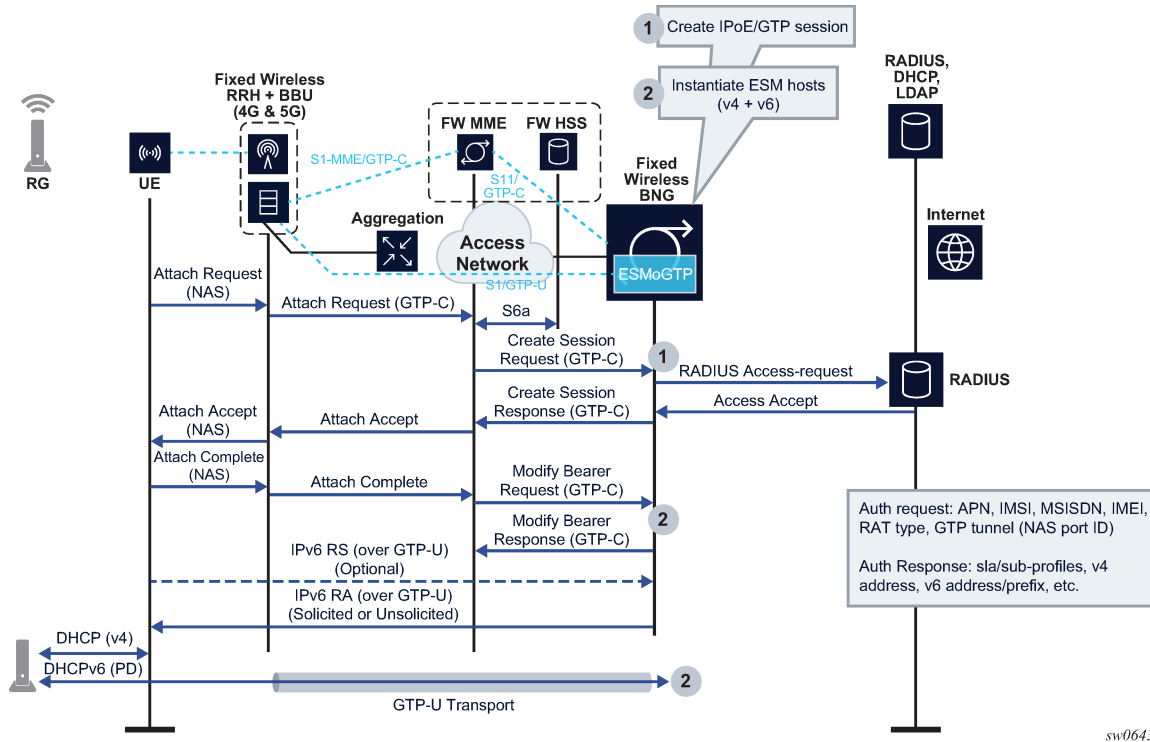 1
Create IPoE/GTP session
2
Instantiate ESM hosts
(v4 + v6)
RADIUS,
DHCP,
LDAP
Fixed Wireless
RRH + BBU
(4G & 5G)
FW MME
FW HSS
RG
UE
S1-MME/GTP-C
S11/
GTP-C
Fixed
Wireless
BNG
Aggregation
Access
Network
Internet
ESMoGTP
S1/GTP-U
Attach Request
(NAS)
Attach Request (GTP-C)
S6a
Create Session
Request (GTP-C)
1
RADIUS Access-request
RADIUS
Create Session
Response (GTP-C)
Access Accept
Attach Accept
(NAS)
Attach Accept
Attach Complete
(NAS)
Attach Complete
Modify Bearer
Request (GTP-C)
2
Modify Bearer
Response (GTP-C)
Auth request: APN, IMSI, MSISDN, IMEI,
RAT type, GTP tunnel (NAS port ID)
Auth Response: sla/sub-profiles, v4
address, v6 address/prefix, etc.
IPv6 RS (over GTP-U)
(Optional)
IPv6 RA (over GTP-U)
(Solicited or Unsolicited)
DHCP (v4)
DHCPv6 (PD)
2
GTP-U Transport
sw0643